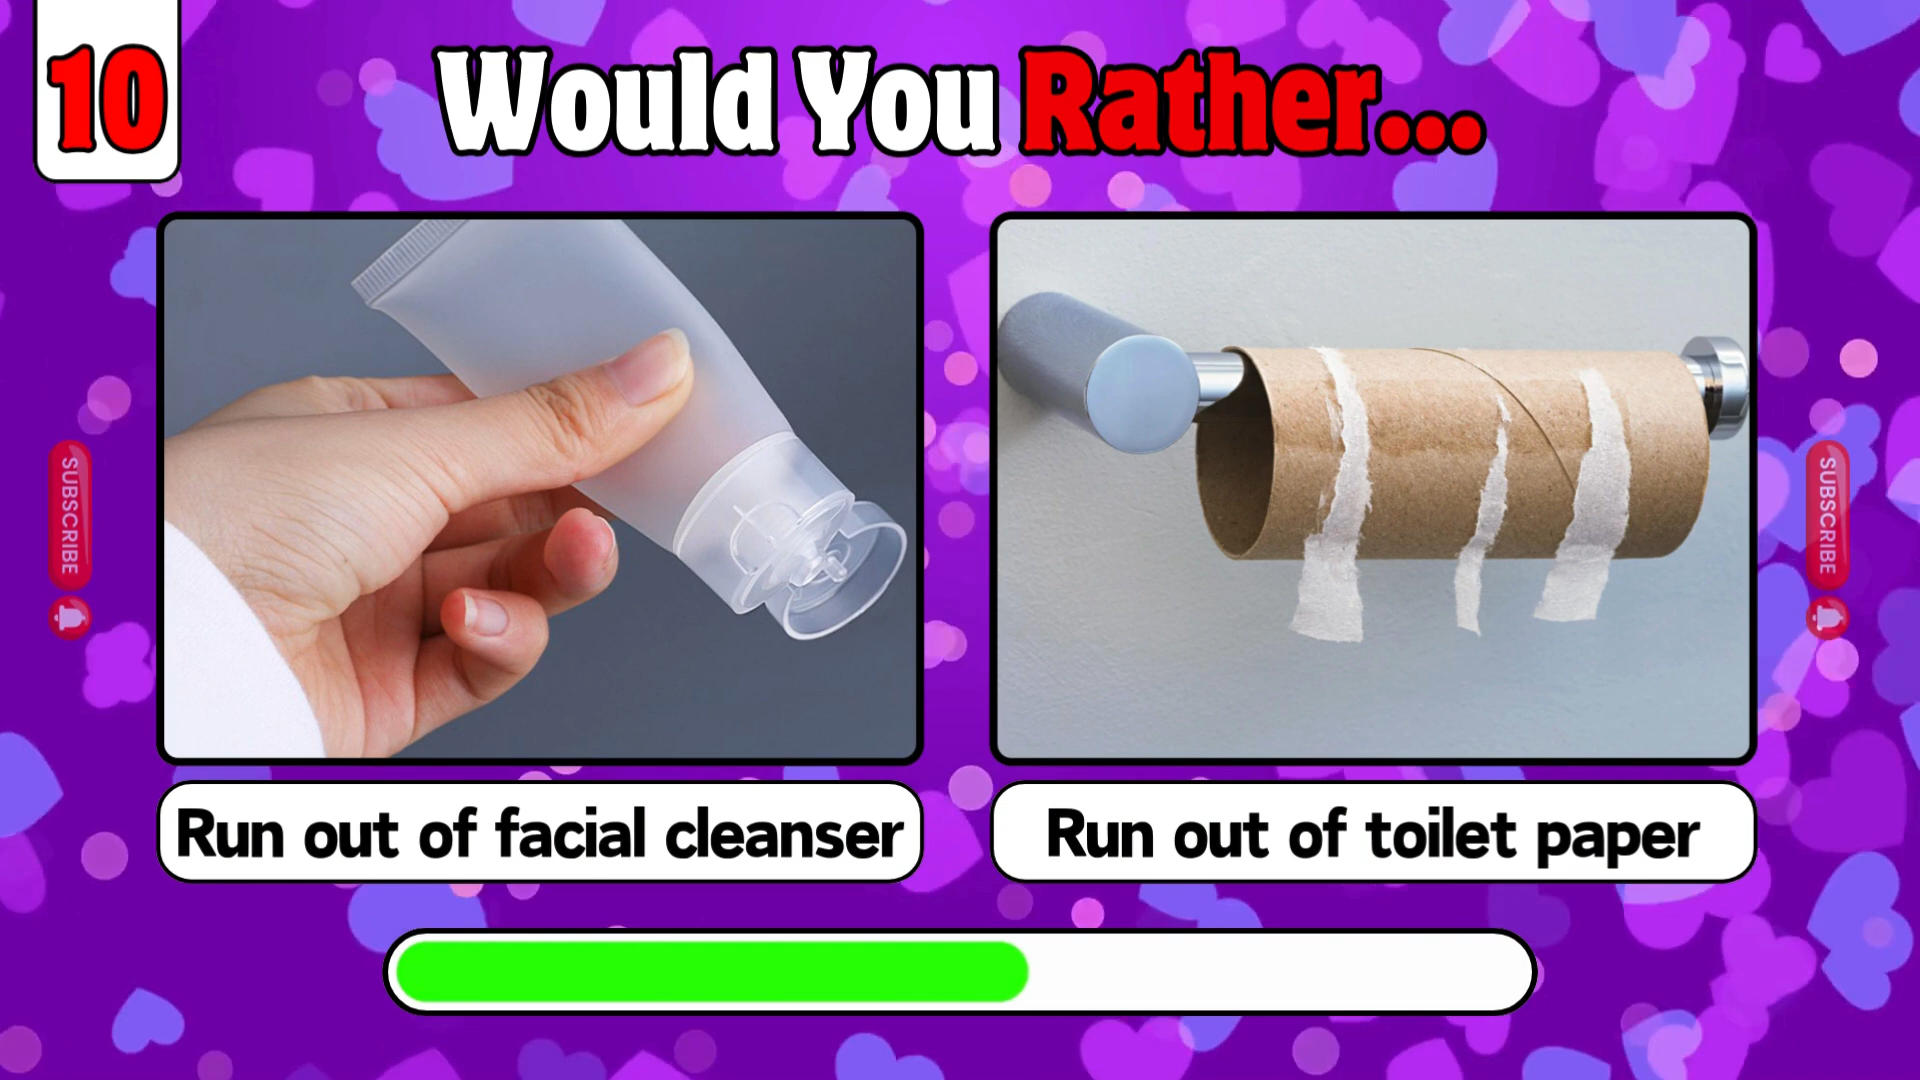 10
Would You Rather...
SUBSCRIBE
SUBSCRIBE
Run out of facial cleanser
Run out of toilet paper